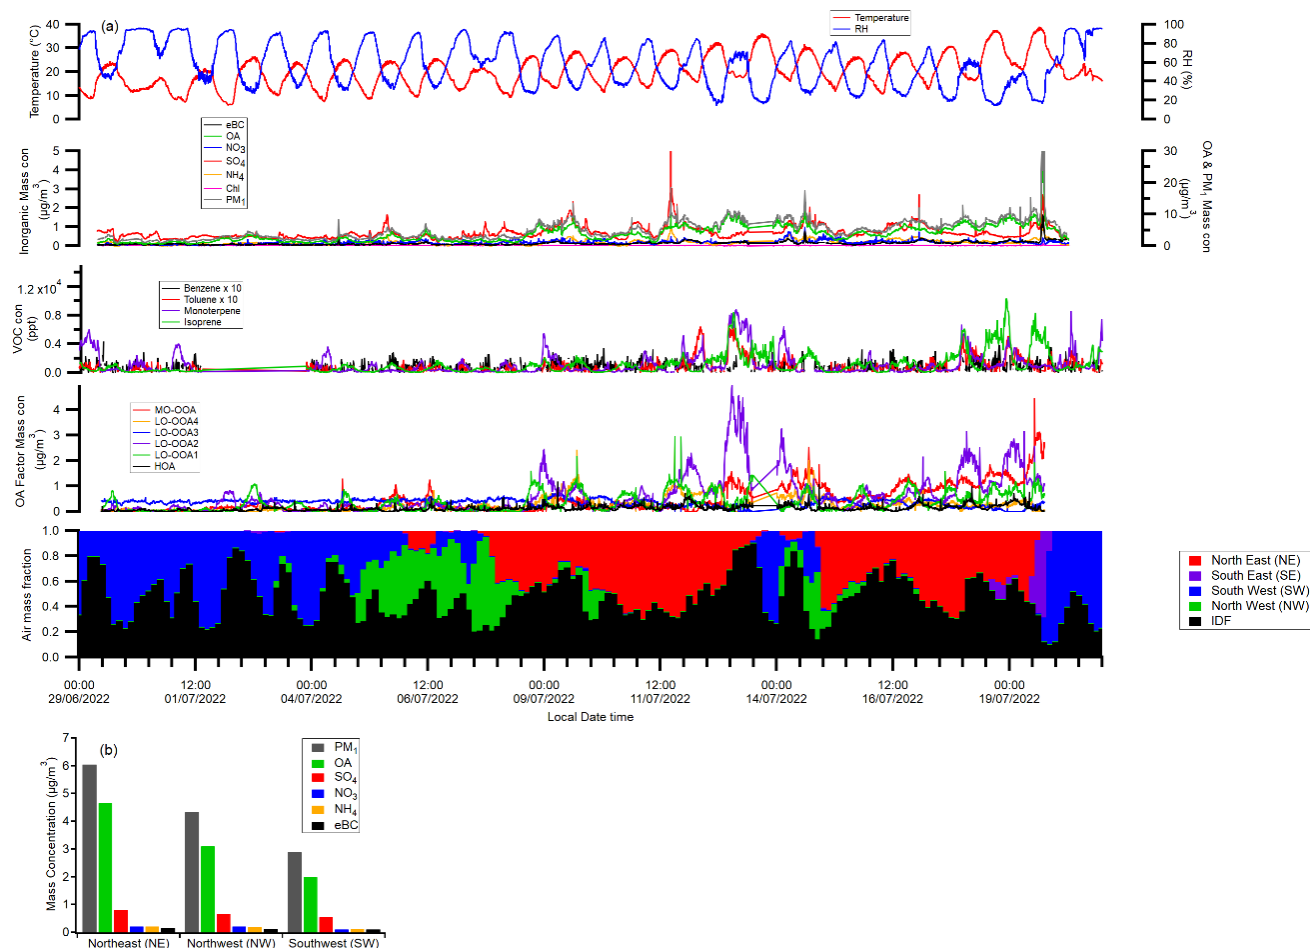 (a)
Temperature
RH
Temperature (°C)
40
30
20
10
0
100
80
60
40
20
0
RH (%)
eBC
OA
NO3
SO4
NH4
Chl
PM1
Inorganic Mass con (µg/m3)
5
4
3
2
1
0
30
20
10
0
OA & PM1 Mass con (µg/m3)
Benzene x 10
Toluene x 10
Monoterpene
Isoprene
VOC con (ppt)
1.2 x10^4
0.8
0.4
0.0
MO-OOA
LO-OOA4
LO-OOA3
LO-OOA2
LO-OOA1
HOA
OA Factor Mass con (µg/m3)
4
3
2
1
0
Air mass fraction
1.0
0.8
0.6
0.4
0.2
0.0
North East (NE)
South East (SE)
South West (SW)
North West (NW)
IDF
00:00 12:00 00:00 12:00 00:00 12:00 00:00 12:00 00:00
29/06/2022 01/07/2022 04/07/2022 06/07/2022 09/07/2022 11/07/2022 14/07/2022 16/07/2022 19/07/2022
Local Date time
(b)
PM1
OA
SO4
NO3
NH4
eBC
Mass Concentration (µg/m3)
7
6
5
4
3
2
1
0
Northeast (NE) Northwest (NW) Southwest (SW)